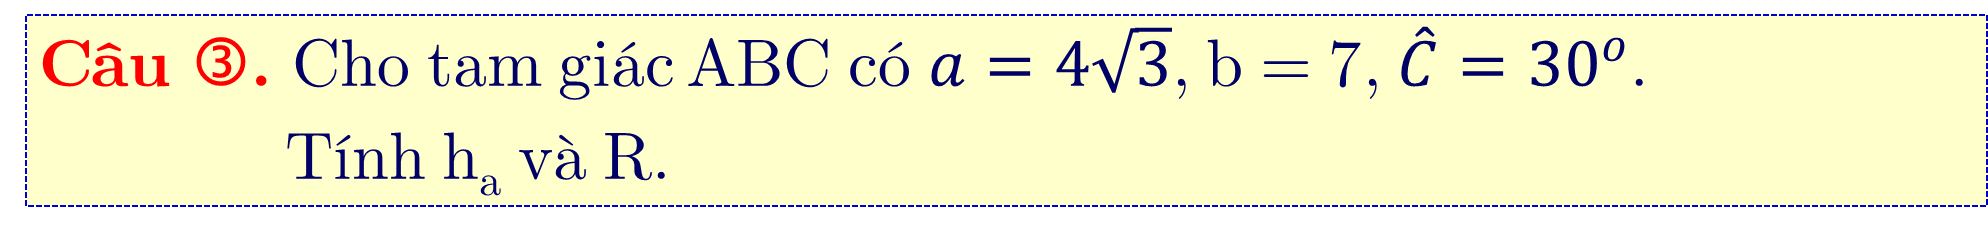 Câu ③. Cho tam giác ABC có a = 4√3, b = 7, Ĉ = 30°.
Tính hₐ và R.